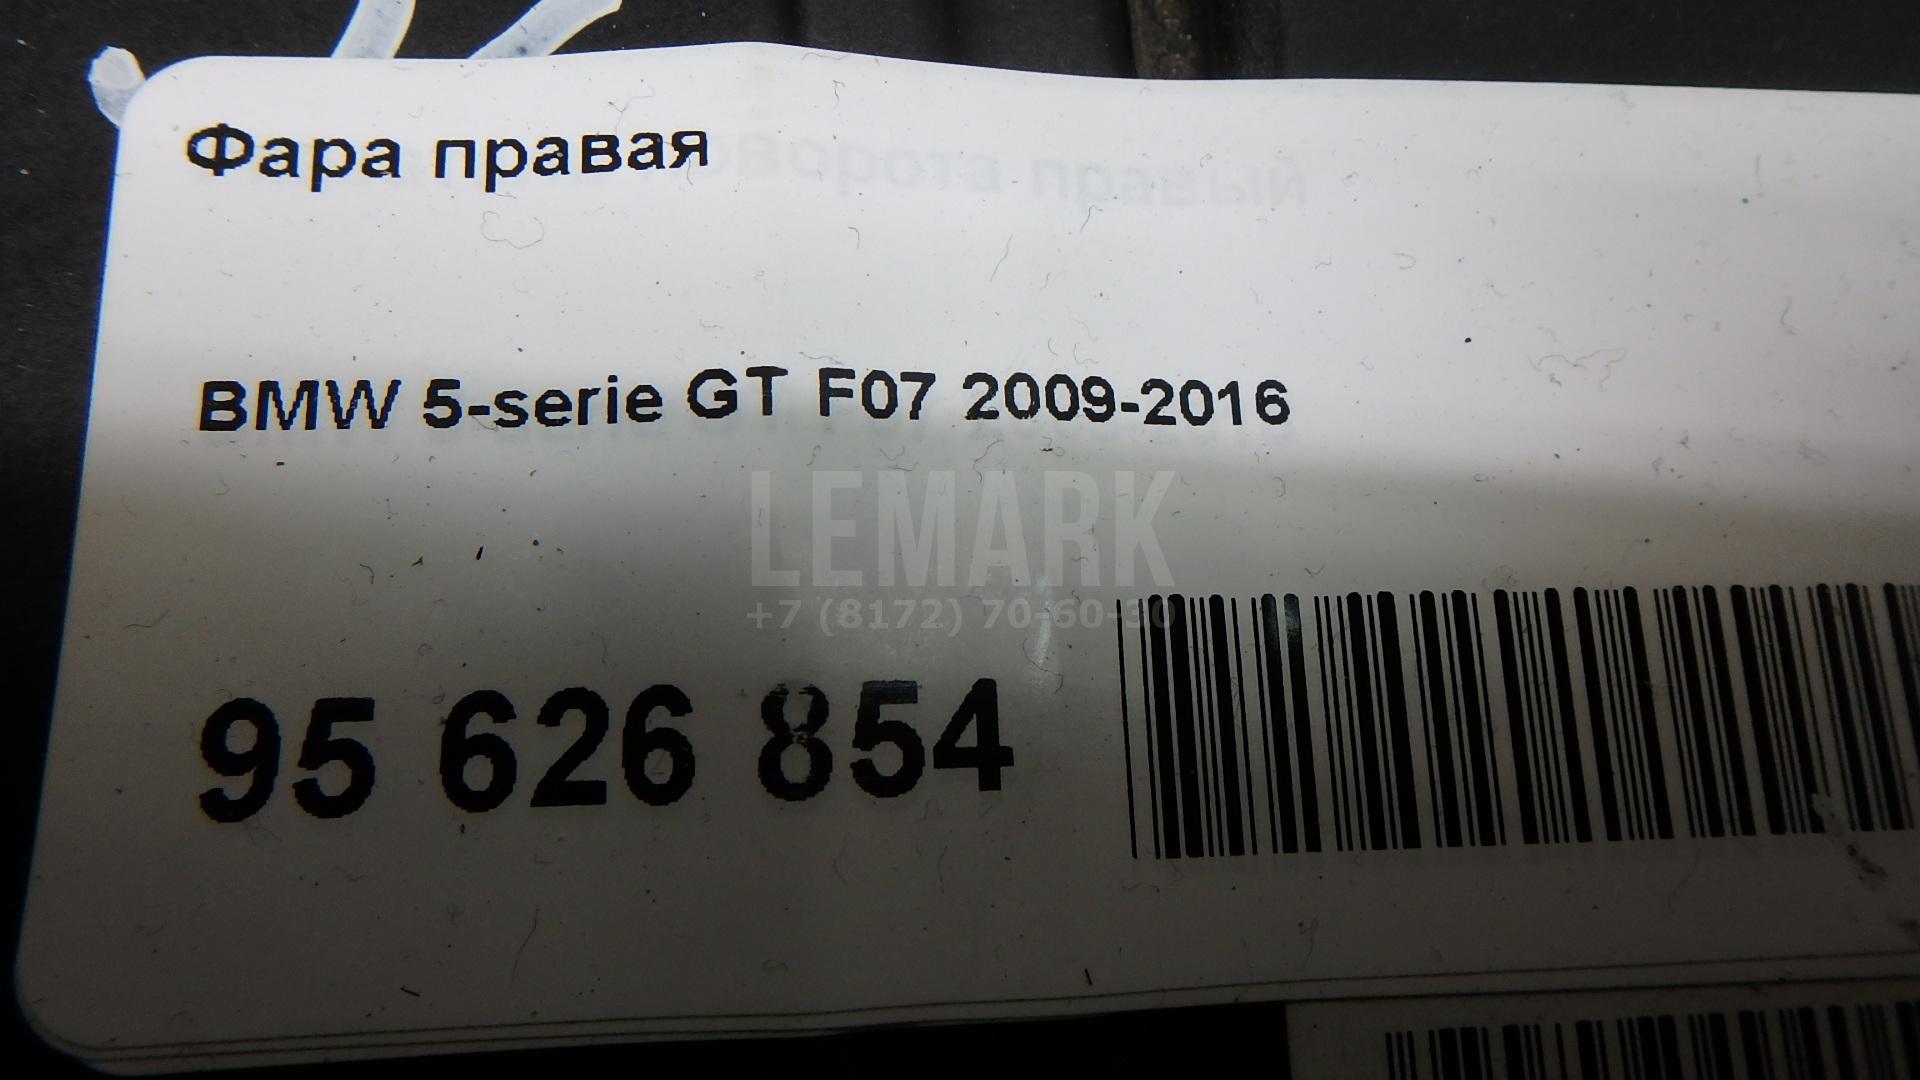 Фара правая
BMW 5-serie GT F07 2009-2016
LEMARK
+7 (8172) 70-60-30
95 626 854